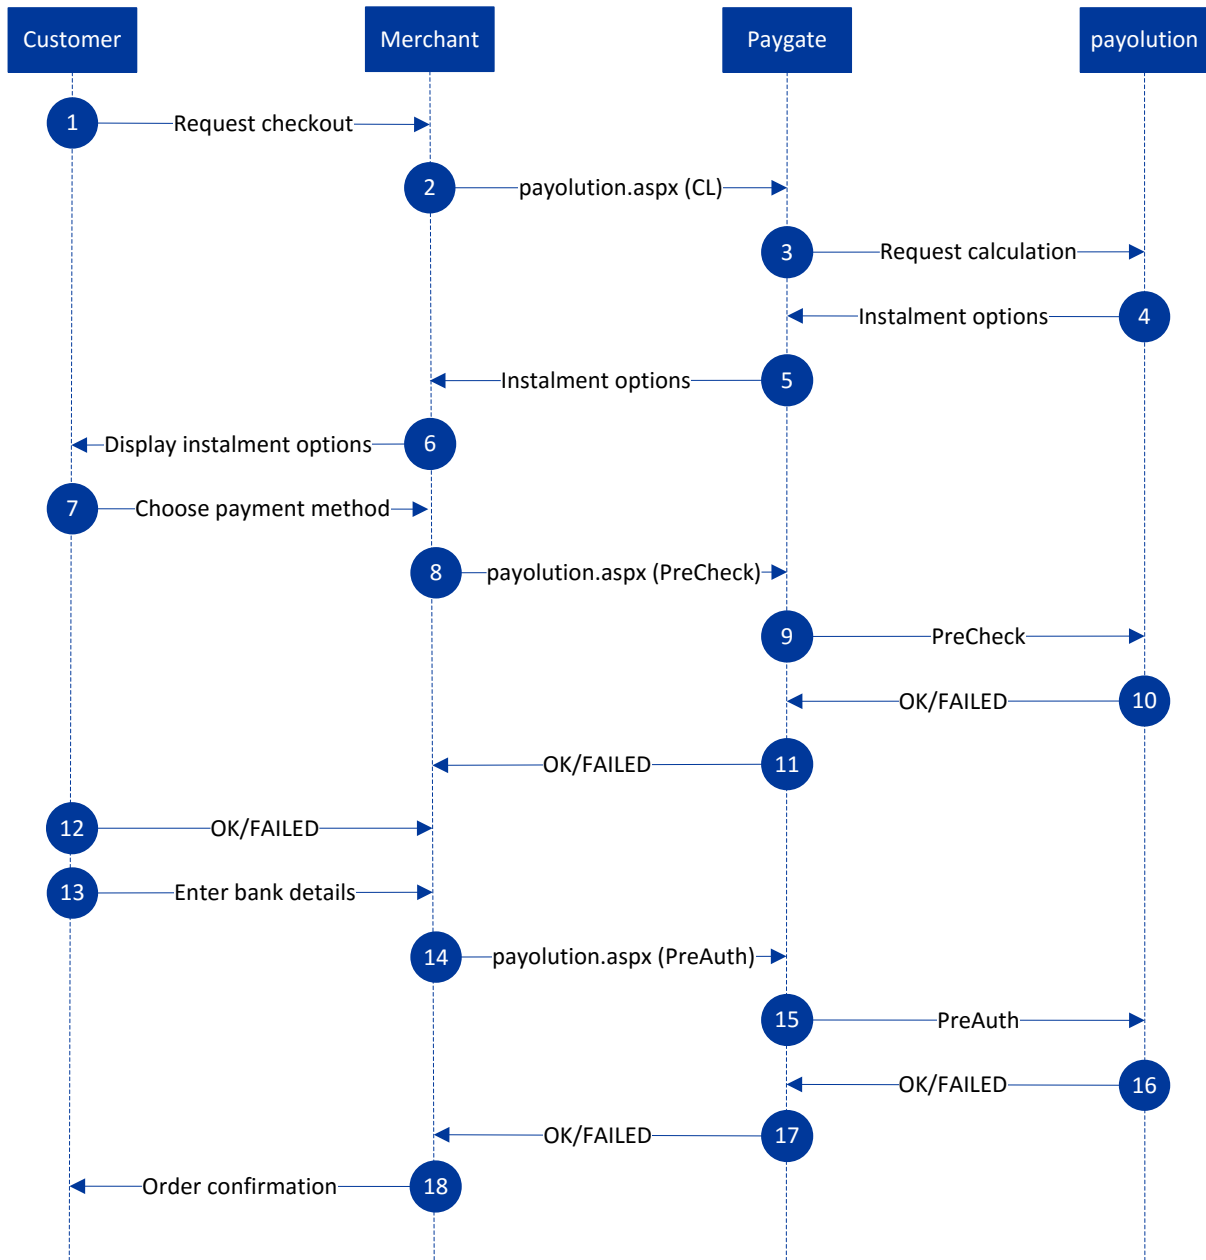 Customer
Merchant
Paygate
payolution
1 Request checkout
2 payolution.aspx (CL)
3 Request calculation
Instalment options 4
Instalment options 5
Display instalment options 6
7 Choose payment method
8 payolution.aspx (PreCheck)
9 PreCheck
OK/FAILED 10
OK/FAILED 11
12 OK/FAILED
13 Enter bank details
14 payolution.aspx (PreAuth)
15 PreAuth
OK/FAILED 16
OK/FAILED 17
Order confirmation 18